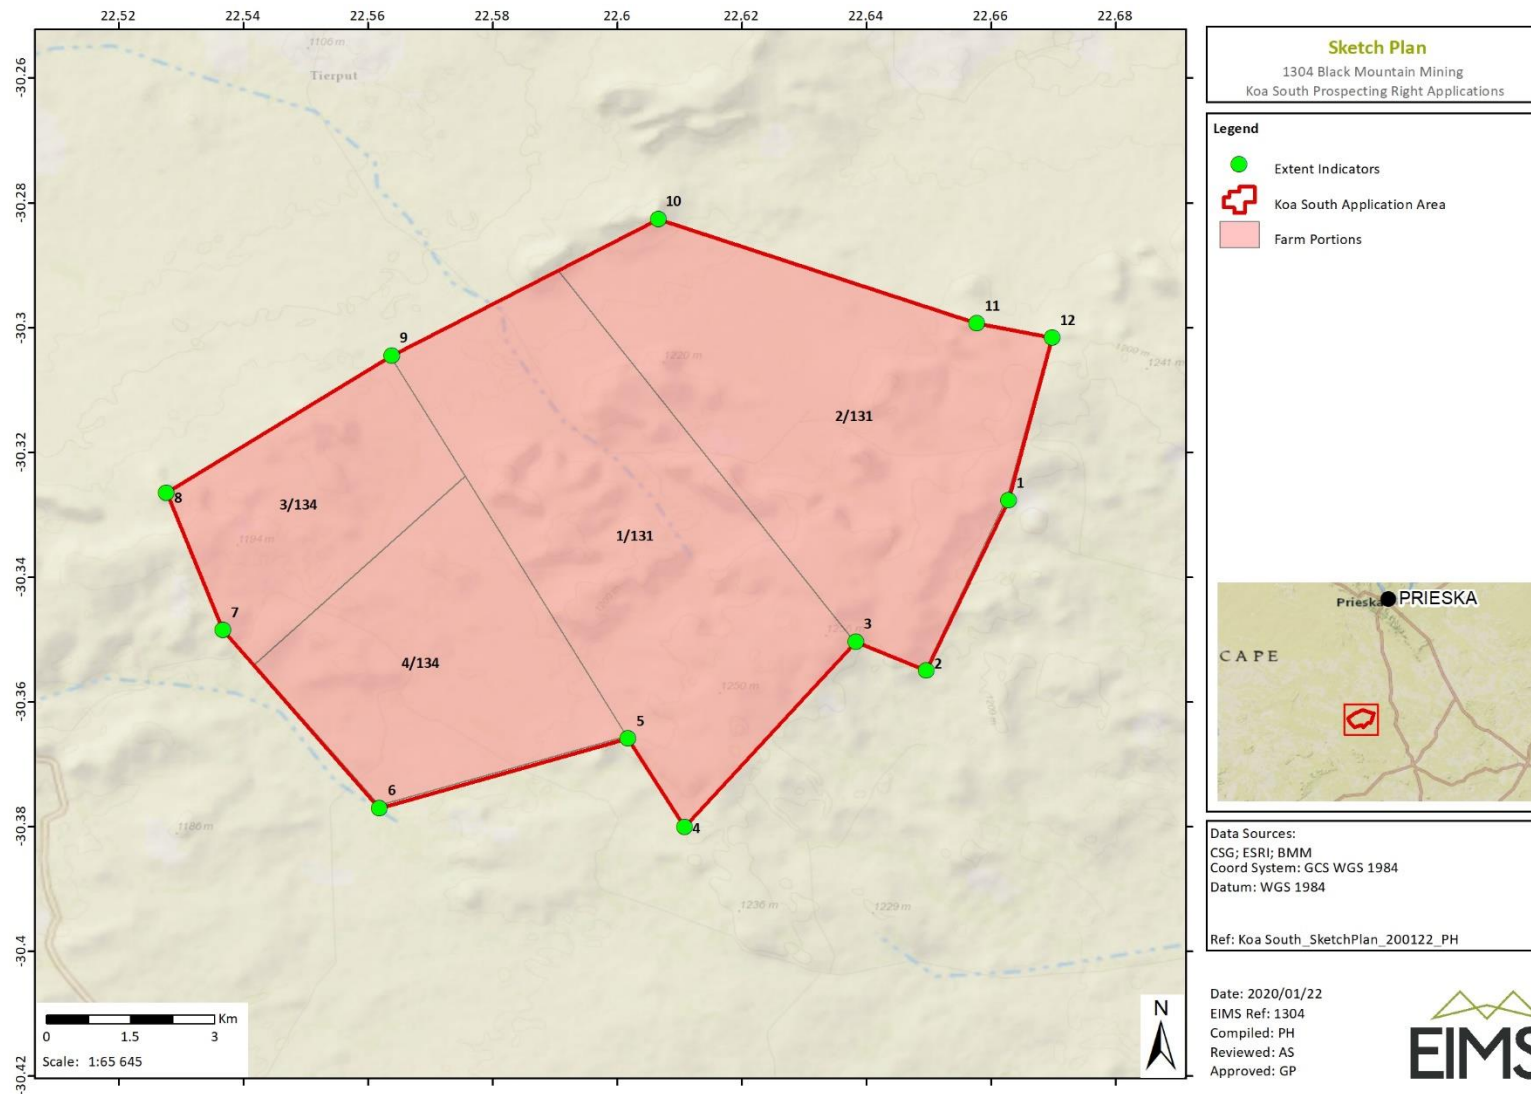 22.52 22.54 22.56 22.58 22.6 22.62 22.64 22.66 22.68
-30.26
-30.28
-30.3
-30.32
-30.34
-30.36
-30.38
-30.4
-30.42
1106 m
Tierput
10
11
12
9
1220 m
1200 m
1241 m
2/131
8
3/134
1
1/131
1194 m
7
3
2
4/134
1250 m
5
6
4
1186 m
1236 m
1229 m
Km
0 1.5 3
Scale: 1:65 645
N
Sketch Plan
1304 Black Mountain Mining
Koa South Prospecting Right Applications
Legend
Extent Indicators
Koa South Application Area
Farm Portions
Prieska
PRIESKA
CAPE
Data Sources:
CSG; ESRI; BMM
Coord System: GCS WGS 1984
Datum: WGS 1984
Ref: Koa South_SketchPlan_200122_PH
Date: 2020/01/22
EIMS Ref: 1304
Compiled: PH
Reviewed: AS
Approved: GP
EIMS